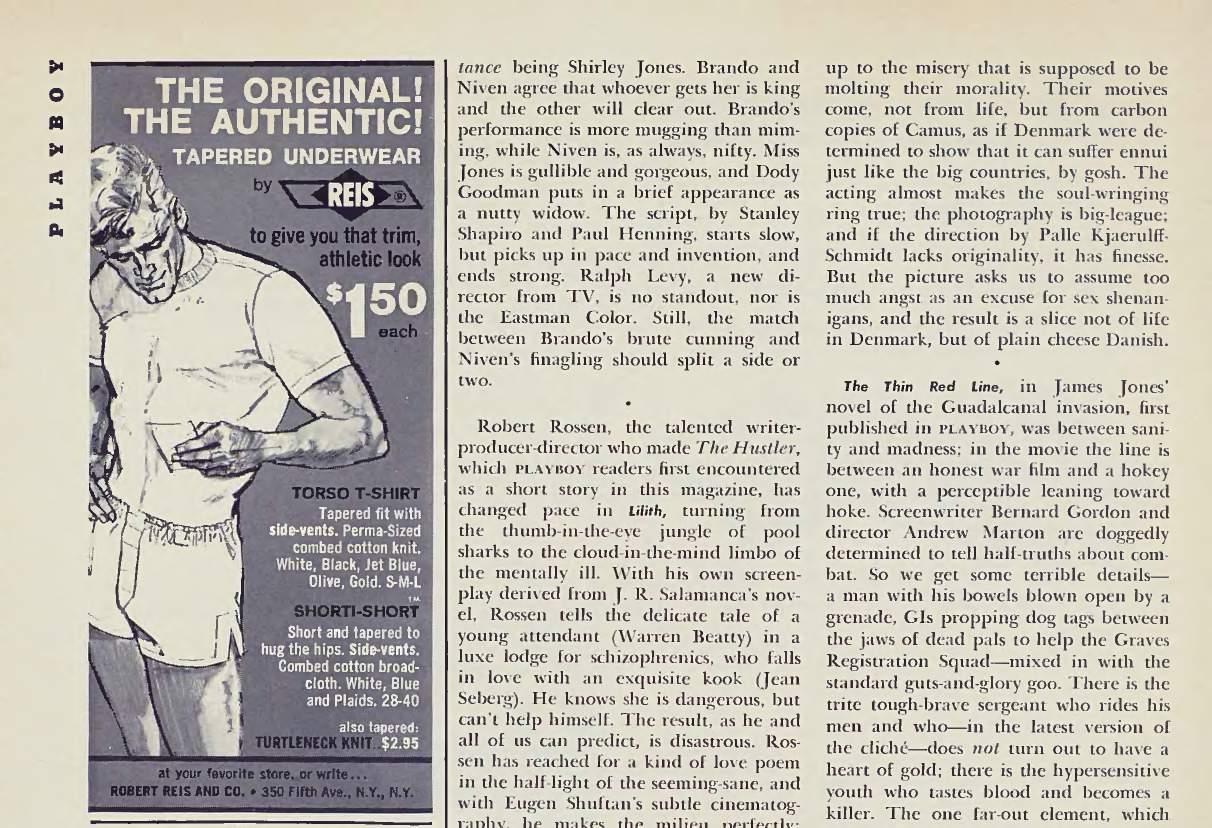 PLAYBOY
THE ORIGINAL!
THE AUTHENTIC!
TAPERED UNDERWEAR
by REIS ®
to give you that trim,
athletic look
$1.50
each
TORSO T-SHIRT
Tapered fit with
side-vents. Perma-Sized
combed cotton knit.
White, Black, Jet Blue,
Olive, Gold. S-M-L
SHORTI-SHORT™
Short and tapered to
hug the hips. Side-vents.
Combed cotton broad-
cloth. White, Blue
and Plaids. 28-40
also tapered:
TURTLENECK KNIT $2.95
at your favorite store, or write...
ROBERT REIS AND CO. • 350 Fifth Ave., N.Y., N.Y.
tance being Shirley Jones. Brando and
Niven agree that whoever gets her is king
and the other will clear out. Brando's
performance is more mugging than mim-
ing, while Niven is, as always, nifty. Miss
Jones is gullible and gorgeous, and Dody
Goodman puts in a brief appearance as
a nutty widow. The script, by Stanley
Shapiro and Paul Henning, starts slow,
but picks up in pace and invention, and
ends strong. Ralph Levy, a new di-
rector from TV, is no standout, nor is
the Eastman Color. Still, the match
between Brando's brute cunning and
Niven's finagling should split a side or
two.
•
Robert Rossen, the talented writer-
producer-director who made The Hustler,
which PLAYBOY readers first encountered
as a short story in this magazine, has
changed pace in Lilith, turning from
the thumb-in-the-eye jungle of pool
sharks to the cloud-in-the-mind limbo of
the mentally ill. With his own screen-
play derived from J. R. Salamanca's nov-
el, Rossen tells the delicate tale of a
young attendant (Warren Beatty) in a
luxe lodge for schizophrenics, who falls
in love with an exquisite kook (Jean
Seberg). He knows she is dangerous, but
can't help himself. The result, as he and
all of us can predict, is disastrous. Ros-
sen has reached for a kind of love poem
in the half-light of the seeming-sane, and
with Eugen Shuftan's subtle cinematog-
raphy, he makes the milieu perfectly;
up to the misery that is supposed to be
molting their morality. Their motives
come, not from life, but from carbon
copies of Camus, as if Denmark were de-
termined to show that it can suffer ennui
just like the big countries, by gosh. The
acting almost makes the soul-wringing
ring true; the photography is big-league;
and if the direction by Palle Kjaerulff-
Schmidt lacks originality, it has finesse.
But the picture asks us to assume too
much angst as an excuse for sex shenan-
igans, and the result is a slice not of life
in Denmark, but of plain cheese Danish.
•
The Thin Red Line, in James Jones'
novel of the Guadalcanal invasion, first
published in PLAYBOY, was between sani-
ty and madness; in the movie the line is
between an honest war film and a hokey
one, with a perceptible leaning toward
hoke. Screenwriter Bernard Gordon and
director Andrew Marton are doggedly
determined to tell half-truths about com-
bat. So we get some terrible details—
a man with his bowels blown open by a
grenade, GIs propping dog tags between
the jaws of dead pals to help the Graves
Registration Squad—mixed in with the
standard guts-and-glory goo. There is the
trite tough-brave sergeant who rides his
men and who—in the latest version of
the cliché—does not turn out to have a
heart of gold; there is the hypersensitive
youth who tastes blood and becomes a
killer. The one far-out element, which